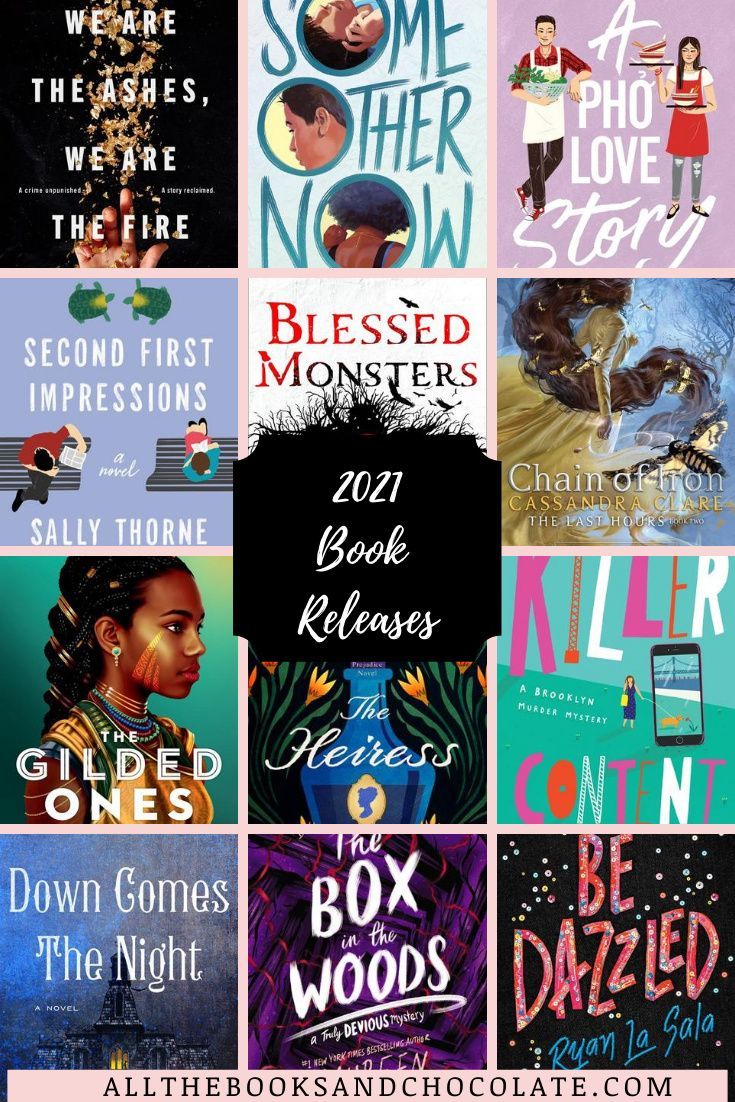 WE ARE
THE ASHES,
WE ARE
A crime unpunished. A story reclaimed.
THE FIRE
SOME
OTHER
NOW
A
PHỞ
LOVE
Story
SECOND FIRST
IMPRESSIONS
a
novel
SALLY THORNE
BLESSED
MONSTERS
Chain of Iron
CASSANDRA CLARE
THE LAST HOURS BOOK TWO
2021
Book
Releases
THE
GILDED
ONES
Prejudice
Novel
The
Heiress
KILLER
A BROOKLYN
MURDER MYSTERY
CONTENT
Down Comes
The Night
A NOVEL
The
BOX
in the
WOODS
a Truly DEVIOUS mystery
#1 NEW YORK TIMES BESTSELLING AUTHOR
BE
DAZZLED
Ryan La Sala
ALLTHEBOOKSANDCHOCOLATE.COM